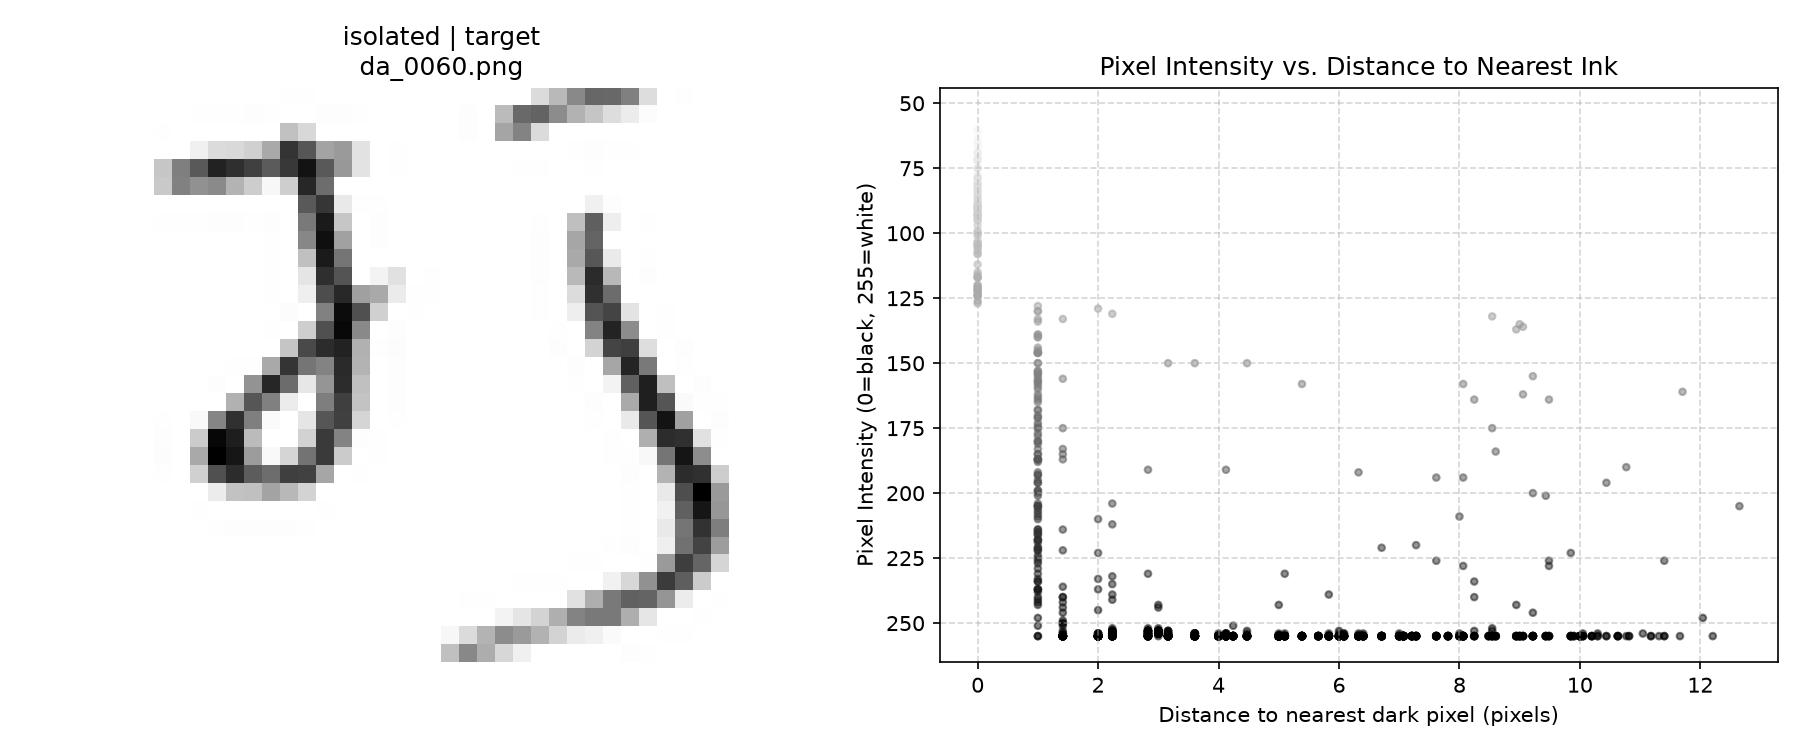 isolated | target
da_0060.png
Pixel Intensity vs. Distance to Nearest Ink
Pixel Intensity (0=black, 255=white)
50
75
100
125
150
175
200
225
250
0 2 4 6 8 10 12
Distance to nearest dark pixel (pixels)